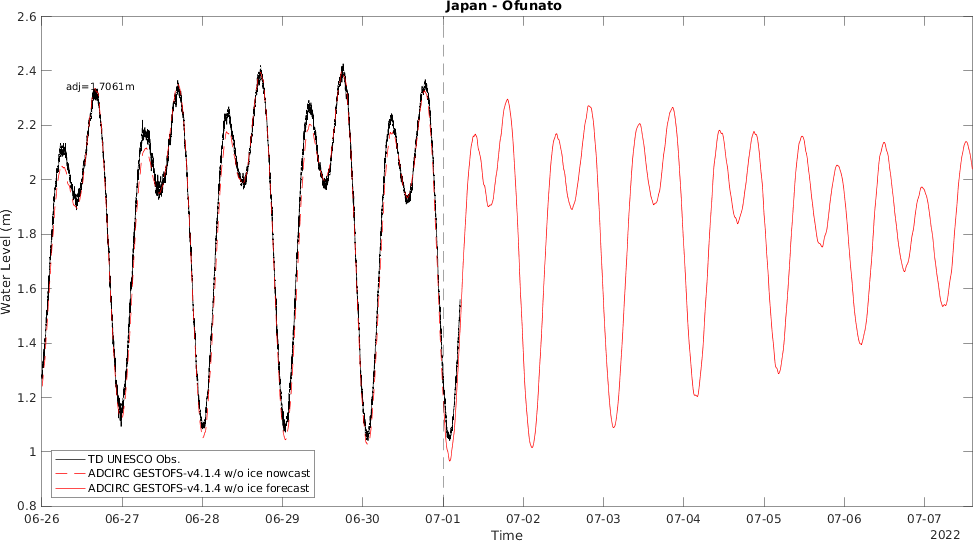 Japan - Ofunato
2.6
2.4
2.2
2
1.8
1.6
1.4
1.2
1
0.8
Water Level (m)
adj=1.7061m
TD UNESCO Obs.
ADCIRC GESTOFS-v4.1.4 w/o ice nowcast
ADCIRC GESTOFS-v4.1.4 w/o ice forecast
06-26 06-27 06-28 06-29 06-30 07-01 07-02 07-03 07-04 07-05 07-06 07-07
Time
2022